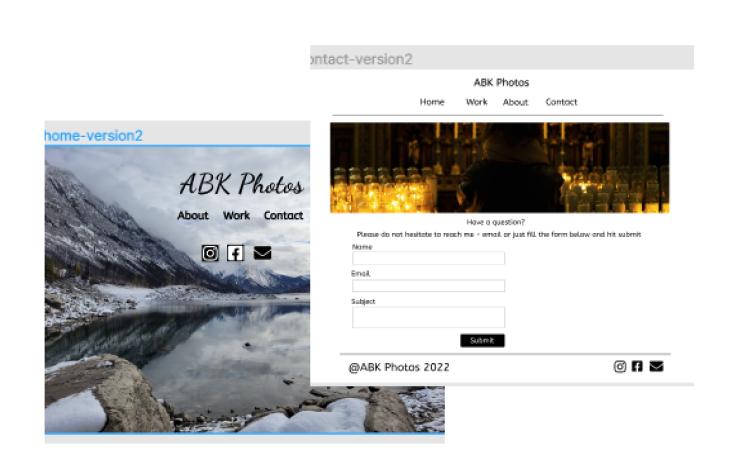 ontact-version2
ABK Photos
Home Work About Contact
home-version2
ABK Photos
About Work Contact
Have a question?
Please do not hesitate to reach me - email or just fill the form below and hit submit
Name
Email
Subject
Submit
@ABK Photos 2022